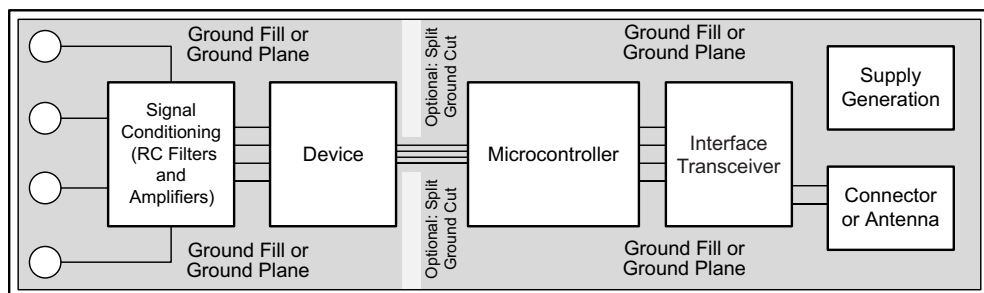 Ground Fill or
Ground Plane
Optional: Split
Ground Cut
Ground Fill or
Ground Plane
Supply
Generation
Signal
Conditioning
(RC Filters
and
Amplifiers)
Device
Microcontroller
Interface
Transceiver
Connector
or Antenna
Ground Fill or
Ground Plane
Optional: Split
Ground Cut
Ground Fill or
Ground Plane